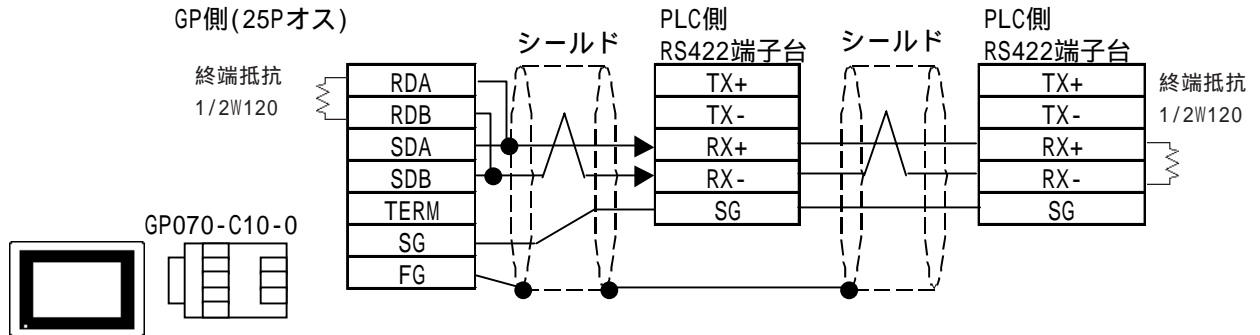 GP側(25Pオス)
シールド
PLC側
RS422端子台
シールド
PLC側
RS422端子台
終端抵抗
1/2W120
RDA
RDB
SDA
SDB
TERM
SG
FG
TX+
TX-
RX+
RX-
SG
TX+
TX-
RX+
RX-
SG
終端抵抗
1/2W120
GP070-C10-0